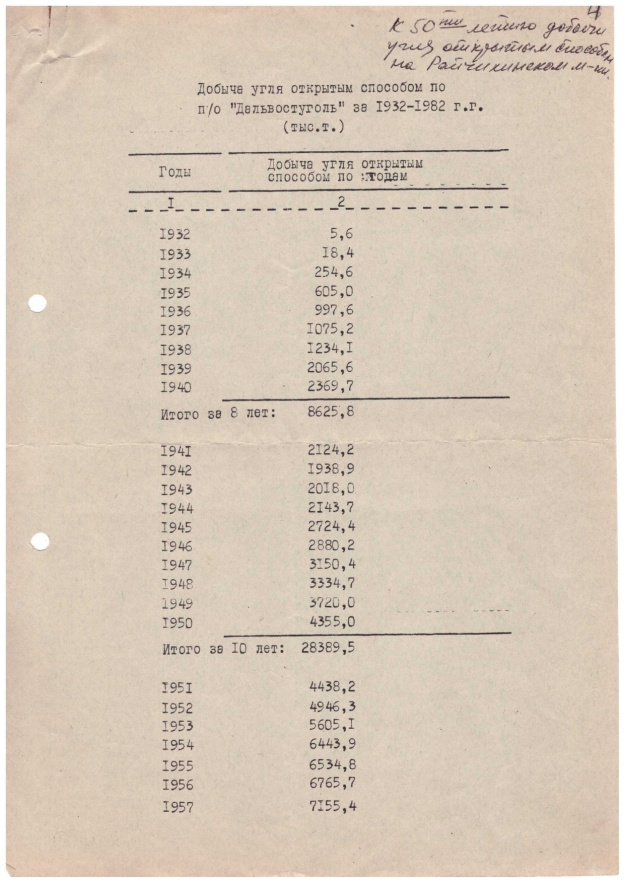 4
К 50ти летию добычи
угля открытым способом
на Райчихинском м-нии.
Добыча угля открытым способом по
п/о "Дальвостуголь" за I932-I982 г.г.
(тыс.т.)
Годы
Добыча угля открытым
способом по годам
I 2
I932 5,6
I933 I8,4
I934 254,6
I935 605,0
I936 997,6
I937 I075,2
I938 I234,I
I939 2065,6
I940 2369,7
Итого за 8 лет: 8625,8
I94I 2I24,2
I942 I938,9
I943 20I8,0
I944 2I43,7
I945 2724,4
I946 2880,2
I947 3I50,4
I948 3334,7
I949 3720,0
I950 4355,0
Итого за I0 лет: 28389,5
I95I 4438,2
I952 4946,3
I953 5605,I
I954 6443,9
I955 6534,8
I956 6765,7
I957 7I55,4